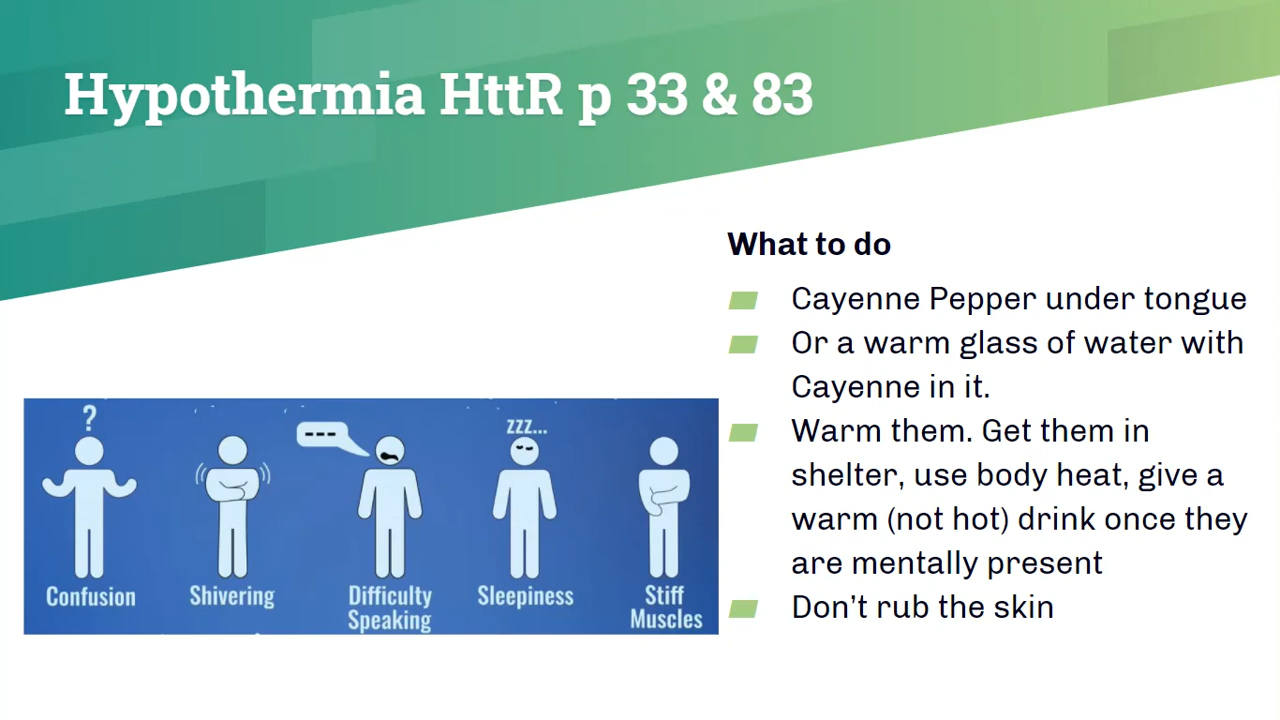 Hypothermia HttR p 33 & 83
What to do
Cayenne Pepper under tongue
Or a warm glass of water with
Cayenne in it.
Warm them. Get them in
shelter, use body heat, give a
warm (not hot) drink once they
are mentally present
Don’t rub the skin
?
---
zzz...
Confusion
Shivering
Difficulty
Speaking
Sleepiness
Stiff
Muscles